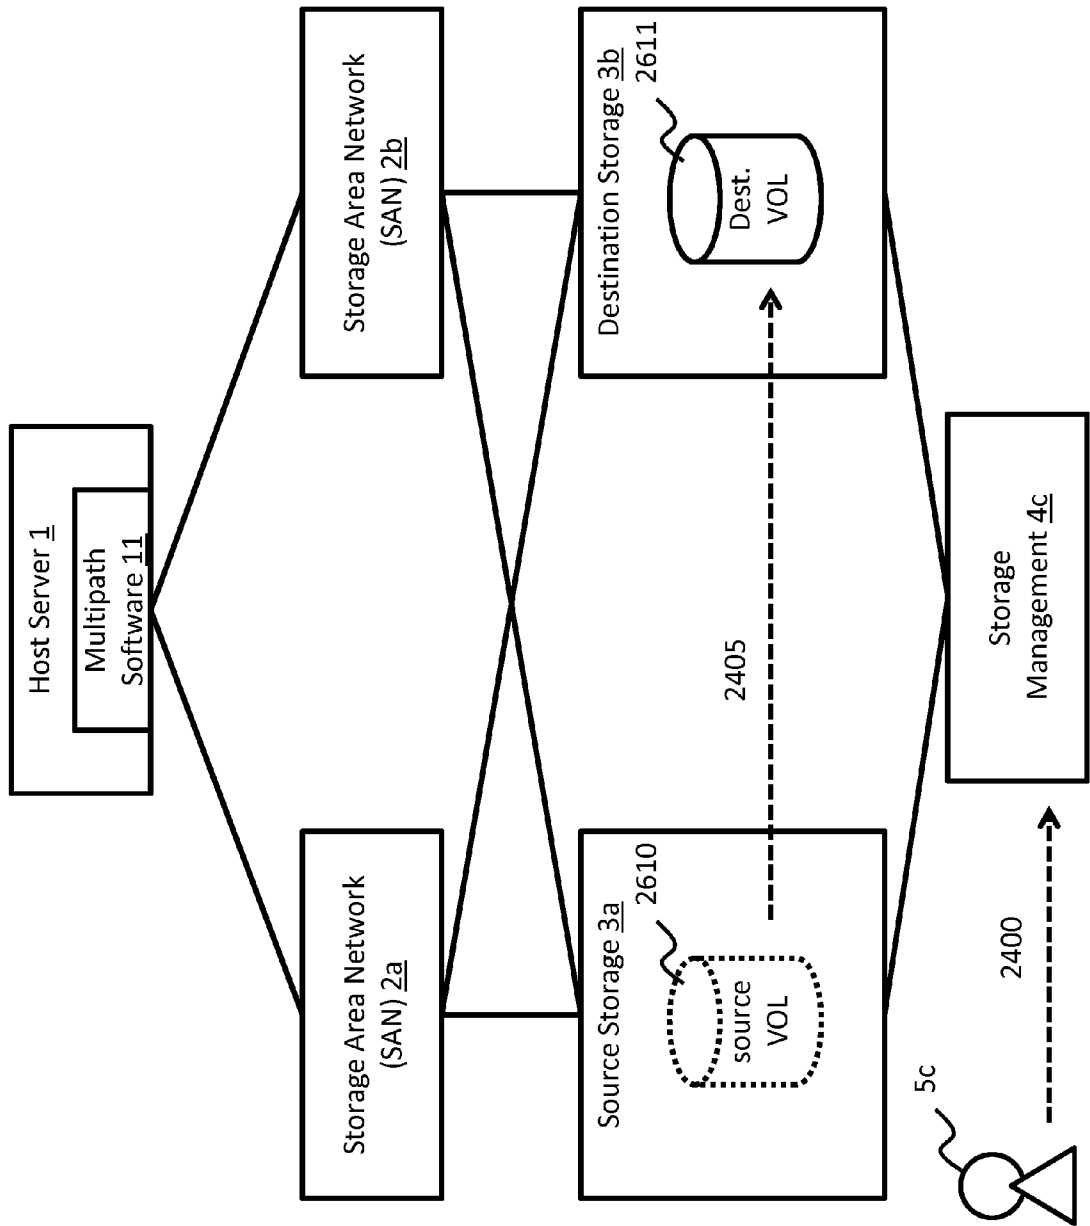 Host Server 1
Multipath
Software 11
Storage Area Network
(SAN) 2a
Storage Area Network
(SAN) 2b
Source Storage 3a
2610
source
VOL
2405
Destination Storage 3b
2611
Dest.
VOL
5c
2400
Storage
Management 4c